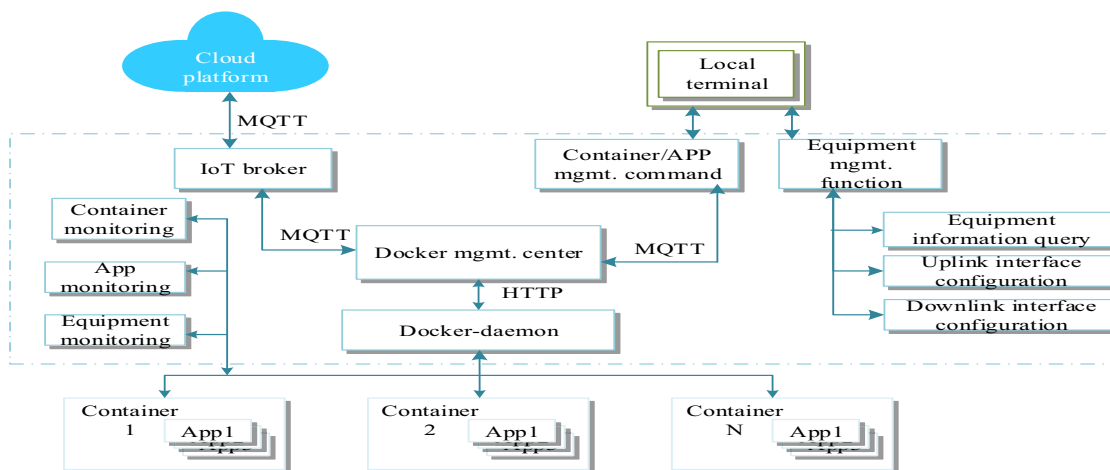 Cloud
platform
Local
terminal
MQTT
IoT broker
Container/APP
mgmt. command
Equipment
mgmt.
function
Container
monitoring
App
monitoring
Equipment
monitoring
MQTT
Docker mgmt. center
MQTT
HTTP
Docker-daemon
Equipment
information query
Uplink interface
configuration
Downlink interface
configuration
Container
1
App1
Container
2
App1
Container
N
App1